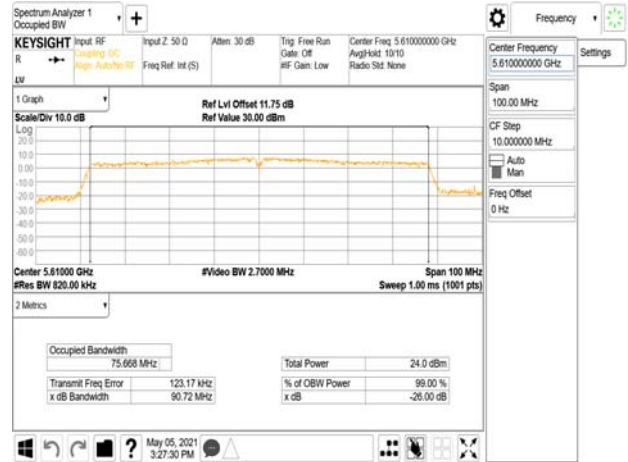 Spectrum Analyzer 1
Occupied BW
Frequency
KEYSIGHT
R
LXI
Input: RF
Coupling: DC
Align: Auto/No RF
Input Z: 50 Ω
Freq Ref: Int (S)
Atten: 30 dB
Trig: Free Run
Gate: Off
#IF Gain: Low
Center Freq: 5.610000000 GHz
Avg|Hold: 10/10
Radio Std: None
Center Frequency
5.610000000 GHz
Settings
Span
100.00 MHz
CF Step
10.000000 MHz
Auto
Man
Freq Offset
0 Hz
1 Graph
Scale/Div 10.0 dB
Ref Lvl Offset 11.75 dB
Ref Value 30.00 dBm
Log
20.0
10.0
0.00
-10.0
-20.0
-30.0
-40.0
-50.0
-60.0
Center 5.61000 GHz
#Video BW 2.7000 MHz
Span 100 MHz
#Res BW 820.00 kHz
Sweep 1.00 ms (1001 pts)
2 Metrics
Occupied Bandwidth
75.668 MHz
Total Power
24.0 dBm
Transmit Freq Error
123.17 kHz
% of OBW Power
99.00 %
x dB Bandwidth
90.72 MHz
x dB
-26.00 dB
?
May 05, 2021
3:27:30 PM